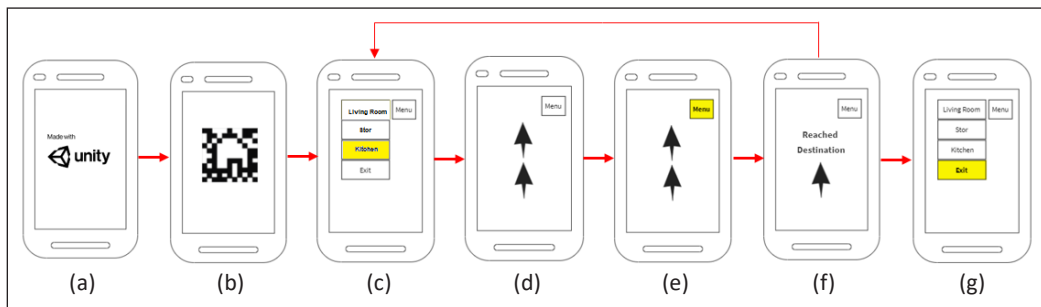 Made with
unity
Living Room
Menu
Stor
Kitchen
Exit
Menu
Menu
Menu
Reached
Destination
Living Room
Menu
Stor
Kitchen
Exit
(a)
(b)
(c)
(d)
(e)
(f)
(g)